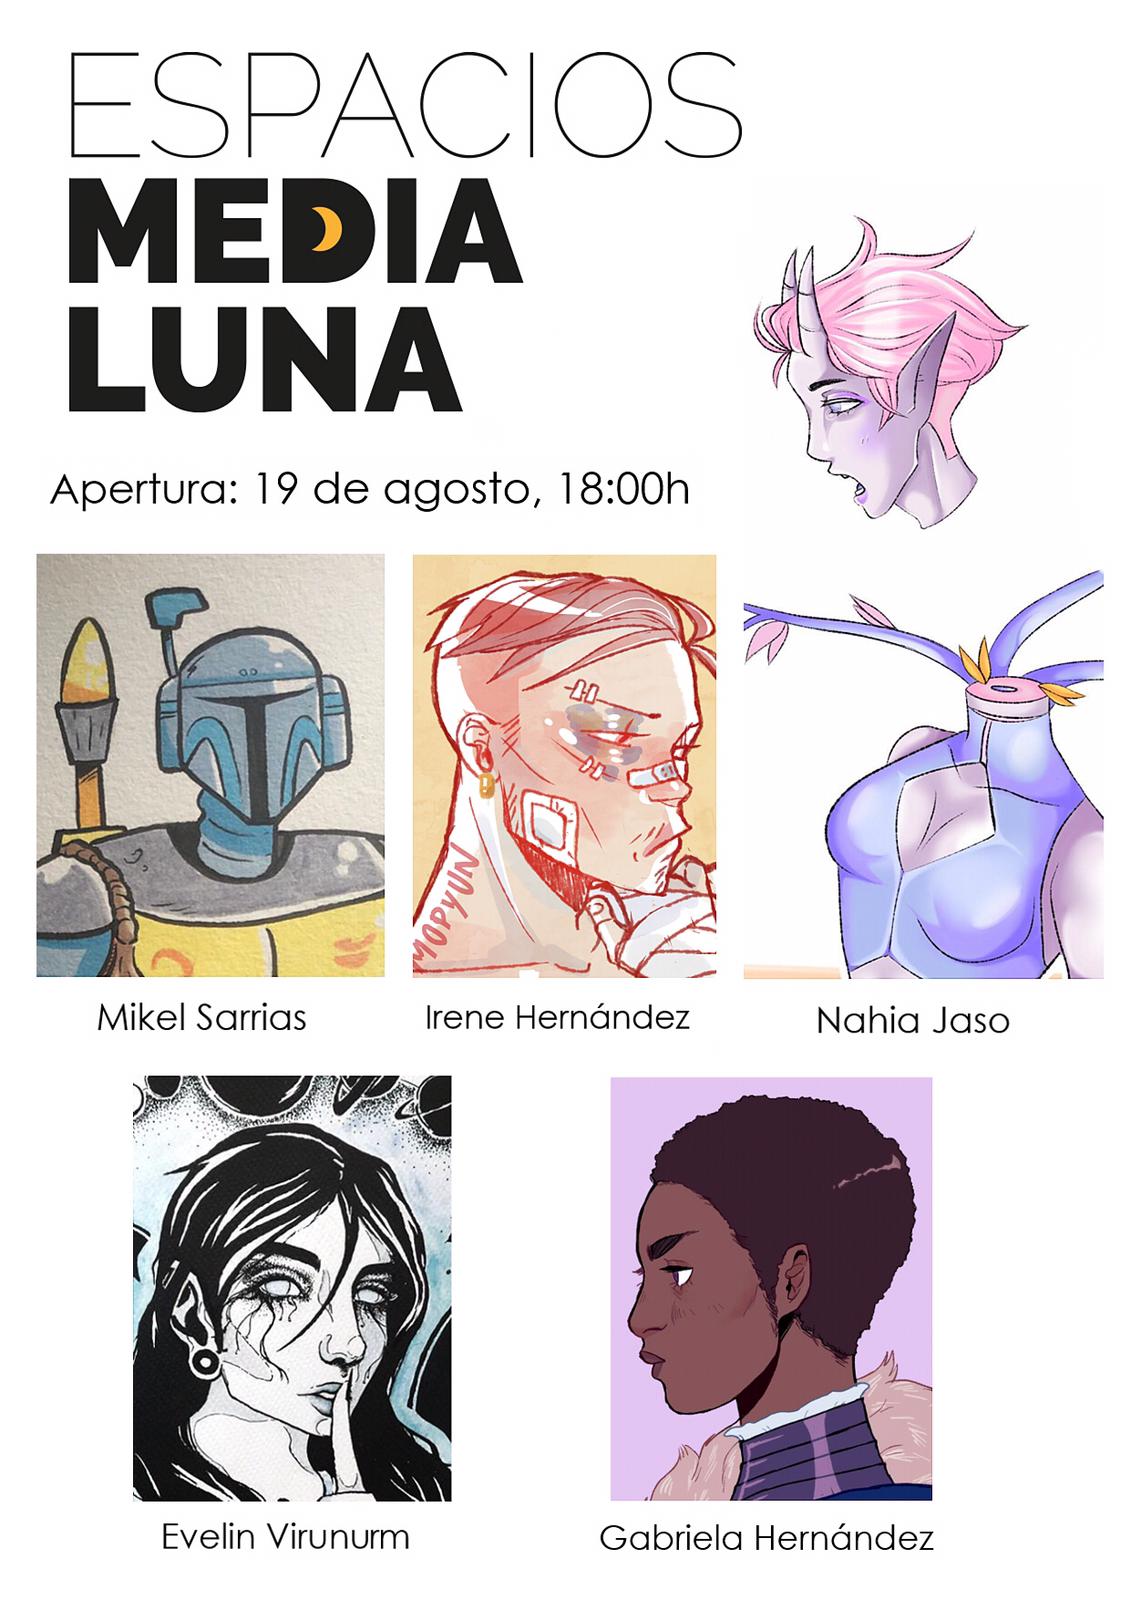 ESPACIOS
MEDIA
LUNA
Apertura: 19 de agosto, 18:00h
MOPYUN
Mikel Sarrias
Irene Hernández
Nahia Jaso
Evelin Virunurm
Gabriela Hernández